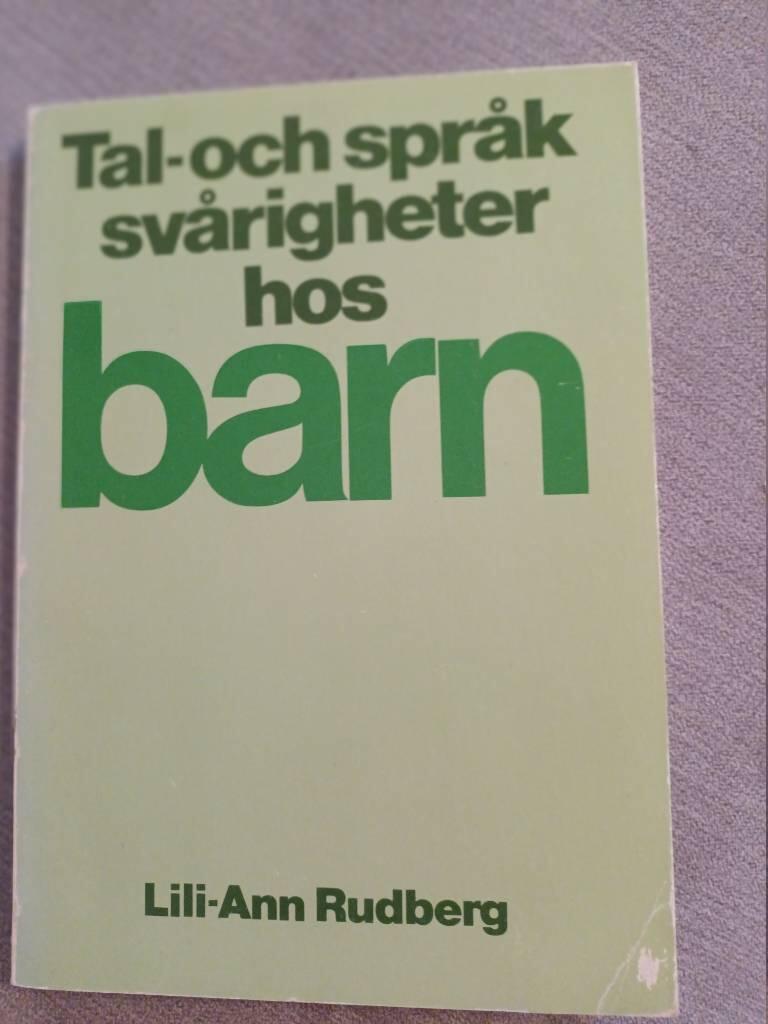 Tal- och språk
svårigheter
hos
barn
Lili-Ann Rudberg